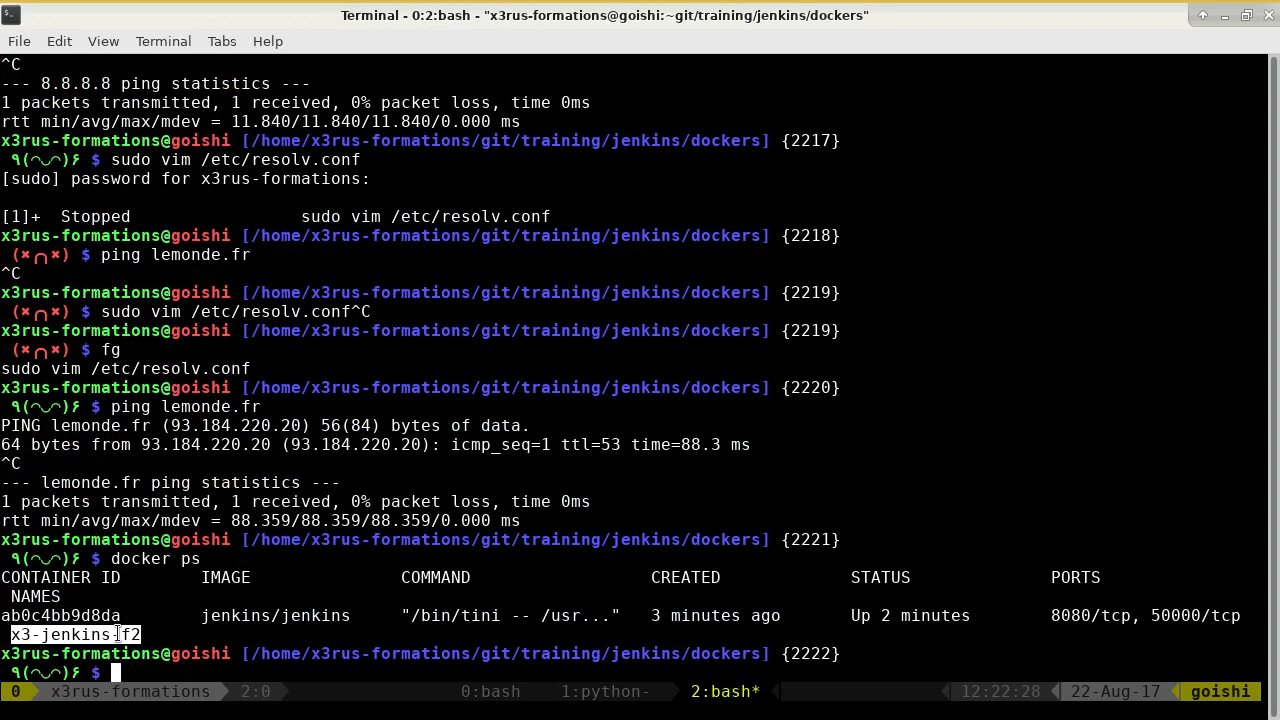 Terminal - 0:2:bash - "x3rus-formations@goishi:~git/training/jenkins/dockers"
File Edit View Terminal Tabs Help
^C
--- 8.8.8.8 ping statistics ---
1 packets transmitted, 1 received, 0% packet loss, time 0ms
rtt min/avg/max/mdev = 11.840/11.840/11.840/0.000 ms
x3rus-formations@goishi [/home/x3rus-formations/git/training/jenkins/dockers] {2217}
٩(◠◡◠)۶ $ sudo vim /etc/resolv.conf
[sudo] password for x3rus-formations:
[1]+  Stopped                 sudo vim /etc/resolv.conf
x3rus-formations@goishi [/home/x3rus-formations/git/training/jenkins/dockers] {2218}
(✖╭╮✖) $ ping lemonde.fr
^C
x3rus-formations@goishi [/home/x3rus-formations/git/training/jenkins/dockers] {2219}
(✖╭╮✖) $ sudo vim /etc/resolv.conf^C
x3rus-formations@goishi [/home/x3rus-formations/git/training/jenkins/dockers] {2219}
(✖╭╮✖) $ fg
sudo vim /etc/resolv.conf
x3rus-formations@goishi [/home/x3rus-formations/git/training/jenkins/dockers] {2220}
٩(◠◡◠)۶ $ ping lemonde.fr
PING lemonde.fr (93.184.220.20) 56(84) bytes of data.
64 bytes from 93.184.220.20 (93.184.220.20): icmp_seq=1 ttl=53 time=88.3 ms
^C
--- lemonde.fr ping statistics ---
1 packets transmitted, 1 received, 0% packet loss, time 0ms
rtt min/avg/max/mdev = 88.359/88.359/88.359/0.000 ms
x3rus-formations@goishi [/home/x3rus-formations/git/training/jenkins/dockers] {2221}
٩(◠◡◠)۶ $ docker ps
CONTAINER ID        IMAGE               COMMAND                  CREATED             STATUS              PORTS
NAMES
ab0c4bb9d8da        jenkins/jenkins     "/bin/tini -- /usr..."   3 minutes ago       Up 2 minutes        8080/tcp, 50000/tcp
x3-jenkins-f2
x3rus-formations@goishi [/home/x3rus-formations/git/training/jenkins/dockers] {2222}
٩(◠◡◠)۶ $
0 x3rus-formations 2:0 0:bash 1:python- 2:bash* 12:22:28 22-Aug-17 goishi